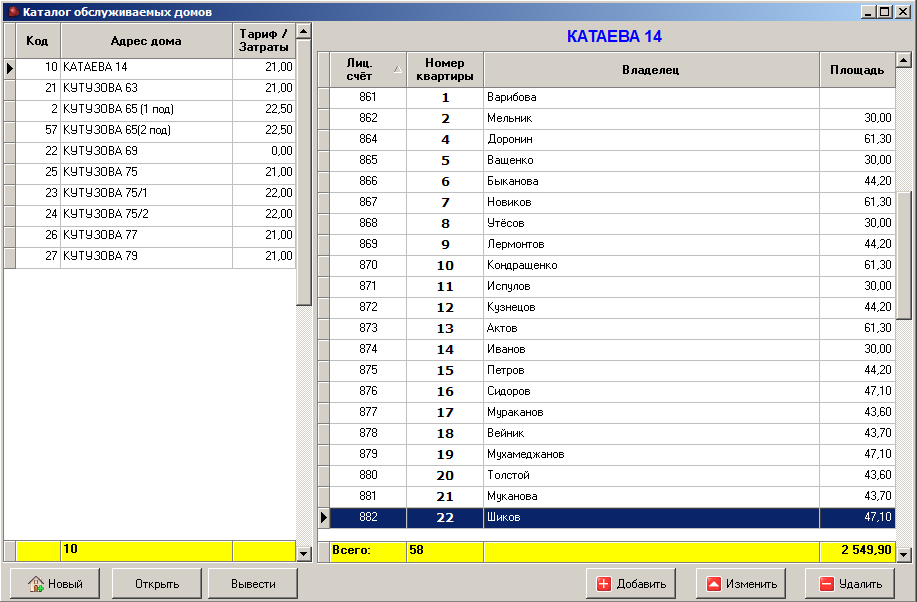 Каталог обслуживаемых домов
Код Адрес дома Тариф / Затраты
10 КАТАЕВА 14 21,00
21 КУТУЗОВА 63 21,00
2 КУТУЗОВА 65 (1 под) 22,50
57 КУТУЗОВА 65(2 под) 22,50
22 КУТУЗОВА 69 0,00
25 КУТУЗОВА 75 21,00
23 КУТУЗОВА 75/1 22,00
24 КУТУЗОВА 75/2 22,00
26 КУТУЗОВА 77 21,00
27 КУТУЗОВА 79 21,00
10
КАТАЕВА 14
Лиц. счёт Номер квартиры Владелец Площадь
861 1 Варибова
862 2 Мельник 30,00
864 4 Доронин 61,30
865 5 Ващенко 30,00
866 6 Быканова 44,20
867 7 Новиков 61,30
868 8 Утёсов 30,00
869 9 Лермонтов 44,20
870 10 Кондращенко 61,30
871 11 Испулов 30,00
872 12 Кузнецов 44,20
873 13 Актов 61,30
874 14 Иванов 30,00
875 15 Петров 44,20
876 16 Сидоров 47,10
877 17 Мураканов 43,60
878 18 Вейник 43,70
879 19 Мухамеджанов 47,10
880 20 Толстой 43,60
881 21 Муканова 43,70
882 22 Шиков 47,10
Всего: 58 2 549,90
Новый Открыть Вывести Добавить Изменить Удалить